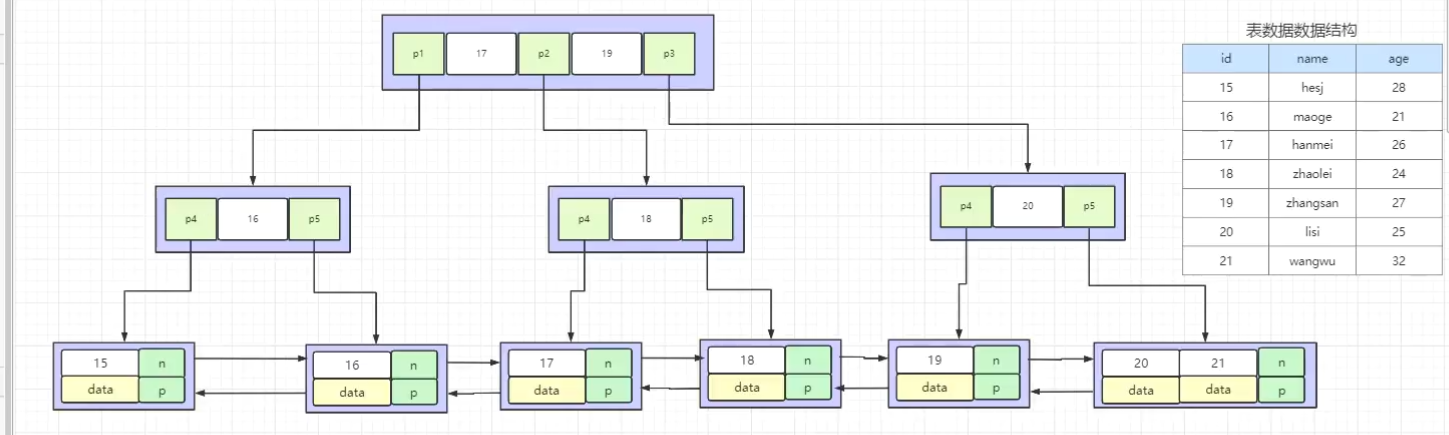 表数据数据结构
id name age
15 hesj 28
16 maoge 21
17 hanmei 26
18 zhaolei 24
19 zhangsan 27
20 lisi 25
21 wangwu 32
p1 17 p2 19 p3
p4 16 p5
p4 18 p5
p4 20 p5
15 n
data p
16 n
data p
17 n
data p
18 n
data p
19 n
data p
20 21 n
data data p